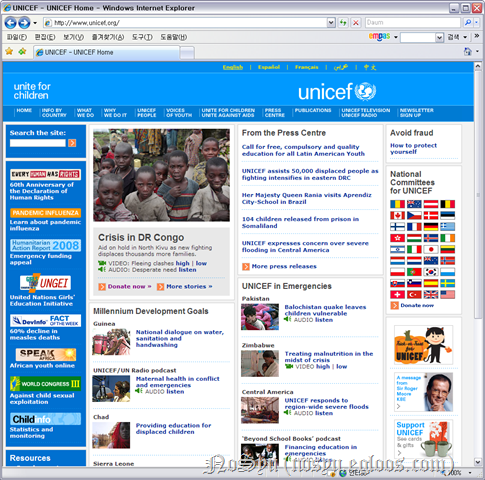 UNICEF - UNICEF Home - Windows Internet Explorer
http://www.unicef.org/
Daum
파일(F) 편집(E) 보기(V) 즐겨찾기(A) 도구(T) 도움말(H)
empas 검색
UNICEF - UNICEF Home
English | Español | Français | عربي | 中文
unite for
children
unicef
HOME
INFO BY
COUNTRY
WHAT
WE DO
WHY
WE DO IT
UNICEF
PEOPLE
VOICES
OF YOUTH
UNITE FOR CHILDREN
UNITE AGAINST AIDS
PRESS
CENTRE
PUBLICATIONS
UNICEF TELEVISION
UNICEF RADIO
NEWSLETTER
SIGN UP
Search the site:
EVERY HUMAN HAS RIGHTS
60th Anniversary of
the Declaration of
Human Rights
PANDEMIC INFLUENZA
Learn about pandemic
influenza
Humanitarian
Action Report 2008
Emergency funding
appeal
UNGEI
United Nations Girls'
Education Initiative
DevInfo FACT
OF THE WEEK
60% decline in
measles deaths
SPEAK
AFRICA
African youth online
WORLD CONGRESS III
Against child sexual
exploitation
Childinfo
Statistics and
monitoring
Resources
Crisis in DR Congo
Aid on hold in North Kivu as new fighting
displaces thousands more families.
VIDEO: Fleeing clashes high | low
AUDIO: Desperate need listen
Donate now »
More stories »
Millennium Development Goals
Guinea
National dialogue on water,
sanitation and
handwashing
UNICEF/UN Radio podcast
Maternal health in conflict
and emergencies
AUDIO listen
Chad
Providing education for
displaced children
Sierra Leone
From the Press Centre
Call for free, compulsory and quality
education for all Latin American Youth
UNICEF assists 50,000 displaced people as
fighting intensifies in eastern DRC
Her Majesty Queen Rania visits Aprendiz
City-School in Brazil
104 children released from prison in
Somaliland
UNICEF expresses concern over severe
flooding in Central America
More press releases
UNICEF in Emergencies
Pakistan
Balochistan quake leaves
children vulnerable
AUDIO listen
Zimbabwe
Treating malnutrition in the
midst of crisis
VIDEO high | low
Central America
UNICEF responds to
region-wide severe floods
AUDIO listen
'Beyond School Books' podcast
Financing education in
emergencies
Avoid fraud
How to protect
yourself
National
Committees
for UNICEF
Donate now
Trick-or-Treat for
UNICEF
A message
from
Sir Roger
Moore
KBE
Support
UNICEF
See cards
& gifts
NoSyu (nosyu.egloos.com)
인터넷
100%